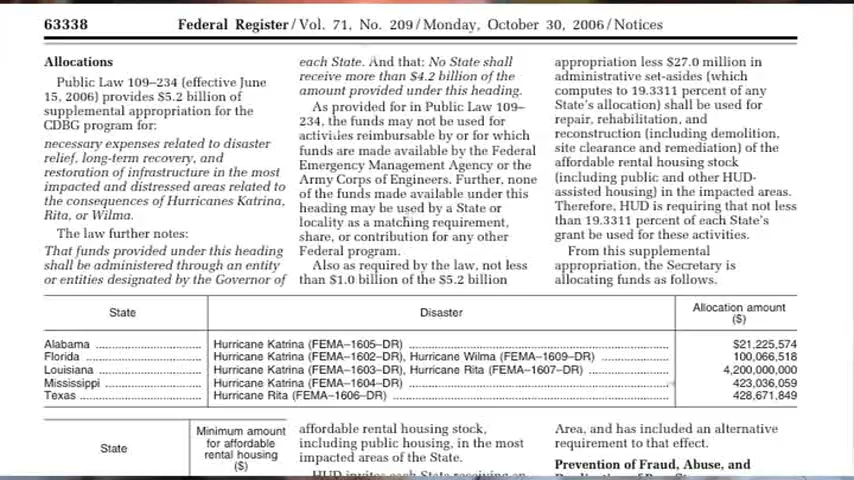 63338
Federal Register / Vol. 71, No. 209 / Monday, October 30, 2006 / Notices
Allocations
Public Law 109–234 (effective June
15, 2006) provides $5.2 billion of
supplemental appropriation for the
CDBG program for:
necessary expenses related to disaster
relief, long-term recovery, and
restoration of infrastructure in the most
impacted and distressed areas related to
the consequences of Hurricanes Katrina,
Rita, or Wilma.
The law further notes:
That funds provided under this heading
shall be administered through an entity
or entities designated by the Governor of
each State. And that: No State shall
receive more than $4.2 billion of the
amount provided for under this heading.
As provided for in Public Law 109–
234, the funds may not be used for
activities reimbursable by or for which
funds are made available by the Federal
Emergency Management Agency or the
Army Corps of Engineers. Further, none
of the funds made available under this
heading may be used by a State or
locality as a matching requirement,
share, or contribution for any other
Federal program.
Also as required by the law, not less
than $1.0 billion of the $5.2 billion
appropriation less $27.0 million in
administrative set-asides (which
computes to 19.3311 percent of any
State's allocation) shall be used for
repair, rehabilitation, and
reconstruction (including demolition,
site clearance and remediation) of the
affordable rental housing stock
(including public and other HUD-
assisted housing) in the impacted areas.
Therefore, HUD is requiring that not less
than 19.3311 percent of each State's
grant be used for these activities.
From this supplemental
appropriation, the Secretary is
allocating funds as follows.
State Disaster Allocation amount
($)
Alabama ................................ Hurricane Katrina (FEMA–1605–DR) ................................ $21,225,574
Florida ................................ Hurricane Katrina (FEMA–1602–DR), Hurricane Wilma (FEMA–1609–DR) .................... 100,066,518
Louisiana ................................ Hurricane Katrina (FEMA–1603–DR), Hurricane Rita (FEMA–1607–DR) ........................ 4,200,000,000
Mississippi ............................ Hurricane Katrina (FEMA–1604–DR) ................................ 423,036,059
Texas ................................ Hurricane Rita (FEMA–1606–DR) ................................ 428,671,849
State
Minimum amount
for affordable
rental housing
($)
affordable rental housing stock,
including public housing, in the most
impacted areas of the State.
HUD invites each State receiving an
Area, and has included an alternative
requirement to that effect.
Prevention of Fraud, Abuse, and